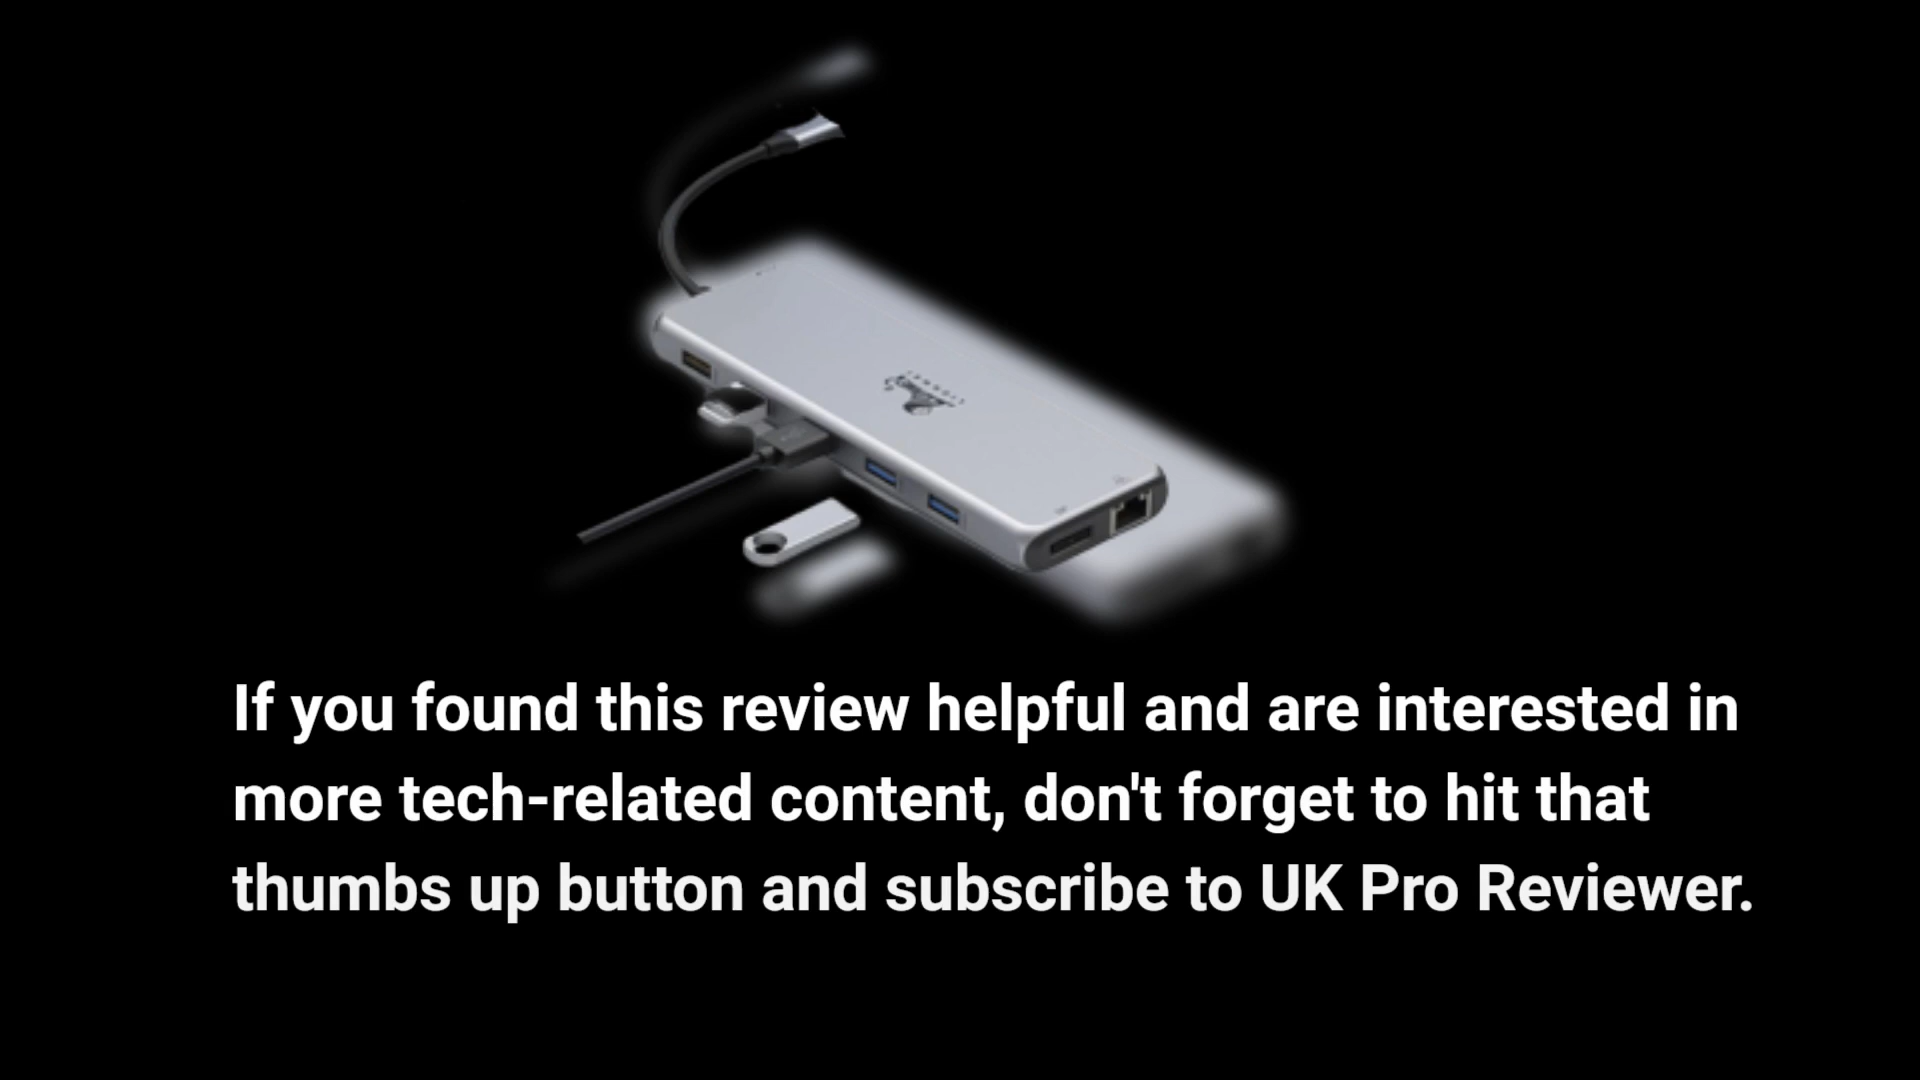 If you found this review helpful and are interested in
more tech-related content, don't forget to hit that
thumbs up button and subscribe to UK Pro Reviewer.